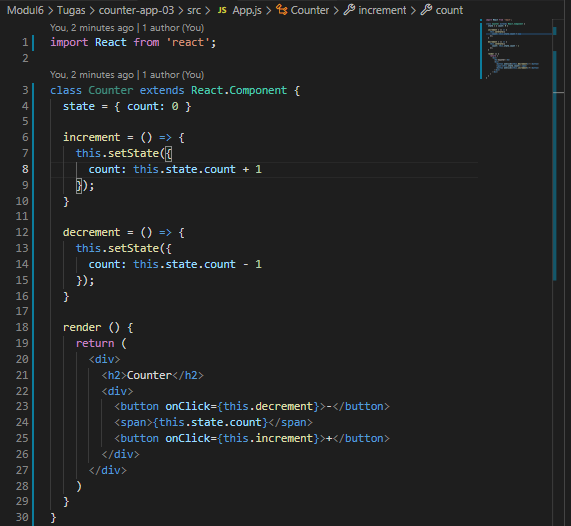 Modul6 > Tugas > counter-app-03 > src > JS App.js > Counter > increment > count
You, 2 minutes ago | 1 author (You)
1 import React from 'react';
2
You, 2 minutes ago | 1 author (You)
3 class Counter extends React.Component {
4   state = { count: 0 }
5
6   increment = () => {
7     this.setState({
8       count: this.state.count + 1
9     });
10   }
11
12   decrement = () => {
13     this.setState({
14       count: this.state.count - 1
15     });
16   }
17
18   render () {
19     return (
20       <div>
21         <h2>Counter</h2>
22         <div>
23           <button onClick={this.decrement}>-</button>
24           <span>{this.state.count}</span>
25           <button onClick={this.increment}>+</button>
26         </div>
27       </div>
28     )
29   }
30 }